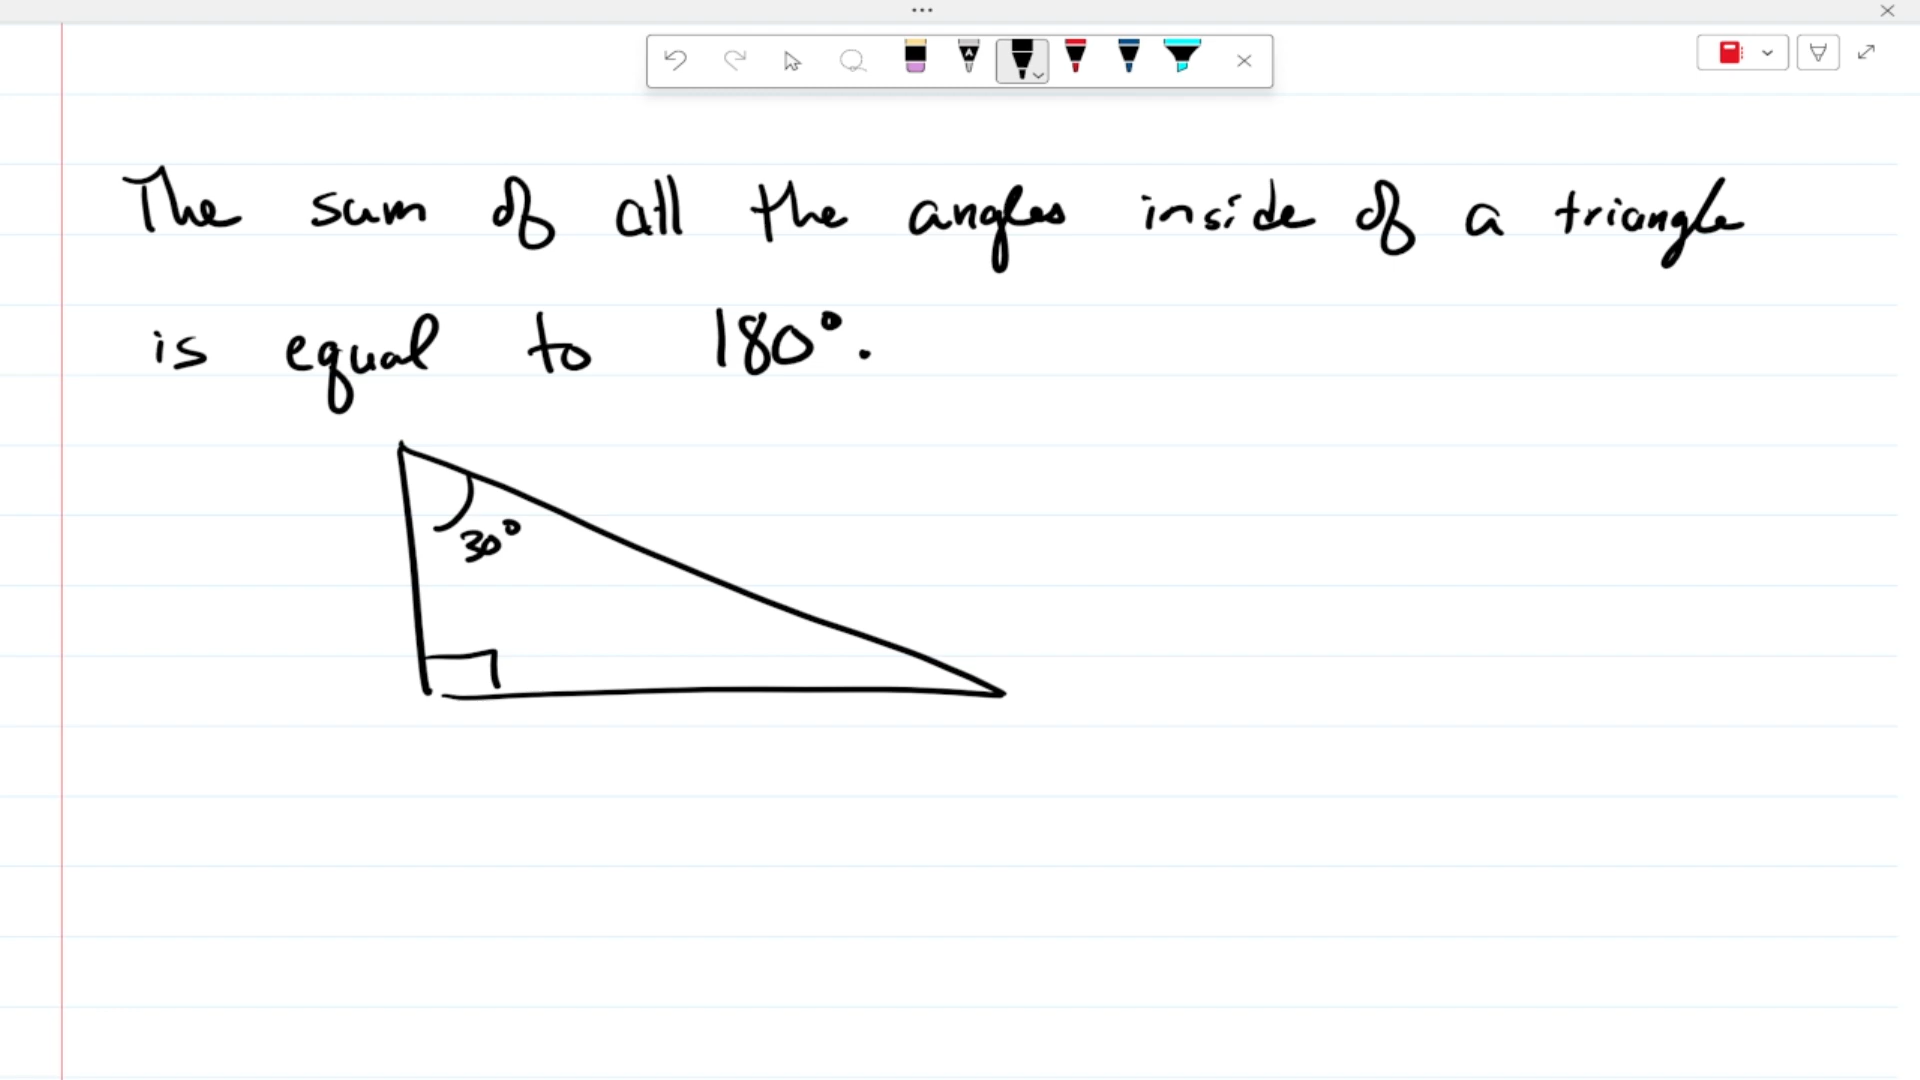 The sum of all the angles inside of a triangle
is equal to 180°.
30°